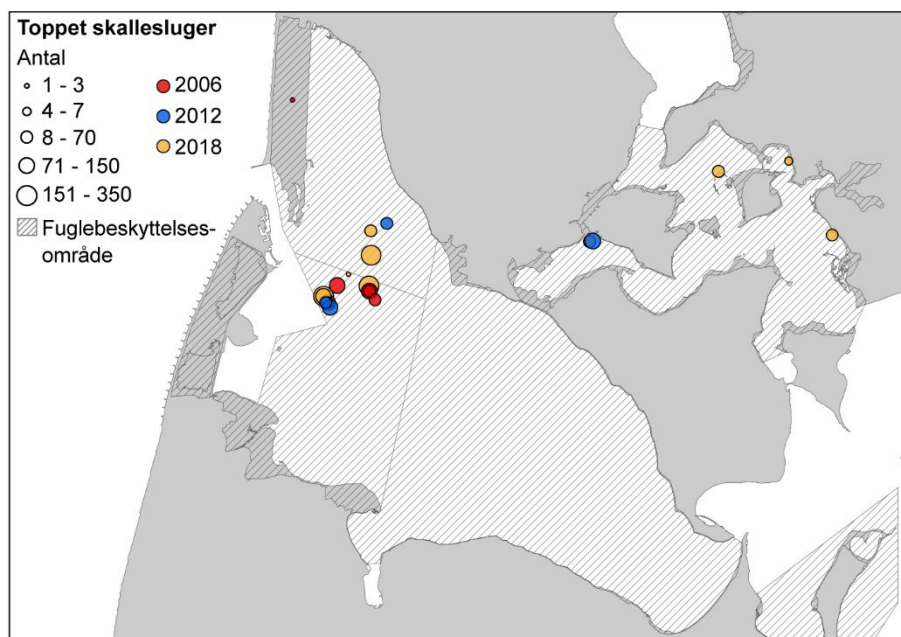 Toppet skallesluger
Antal
1 - 3
4 - 7
8 - 70
71 - 150
151 - 350
2006
2012
2018
Fuglebeskyttelses-
område